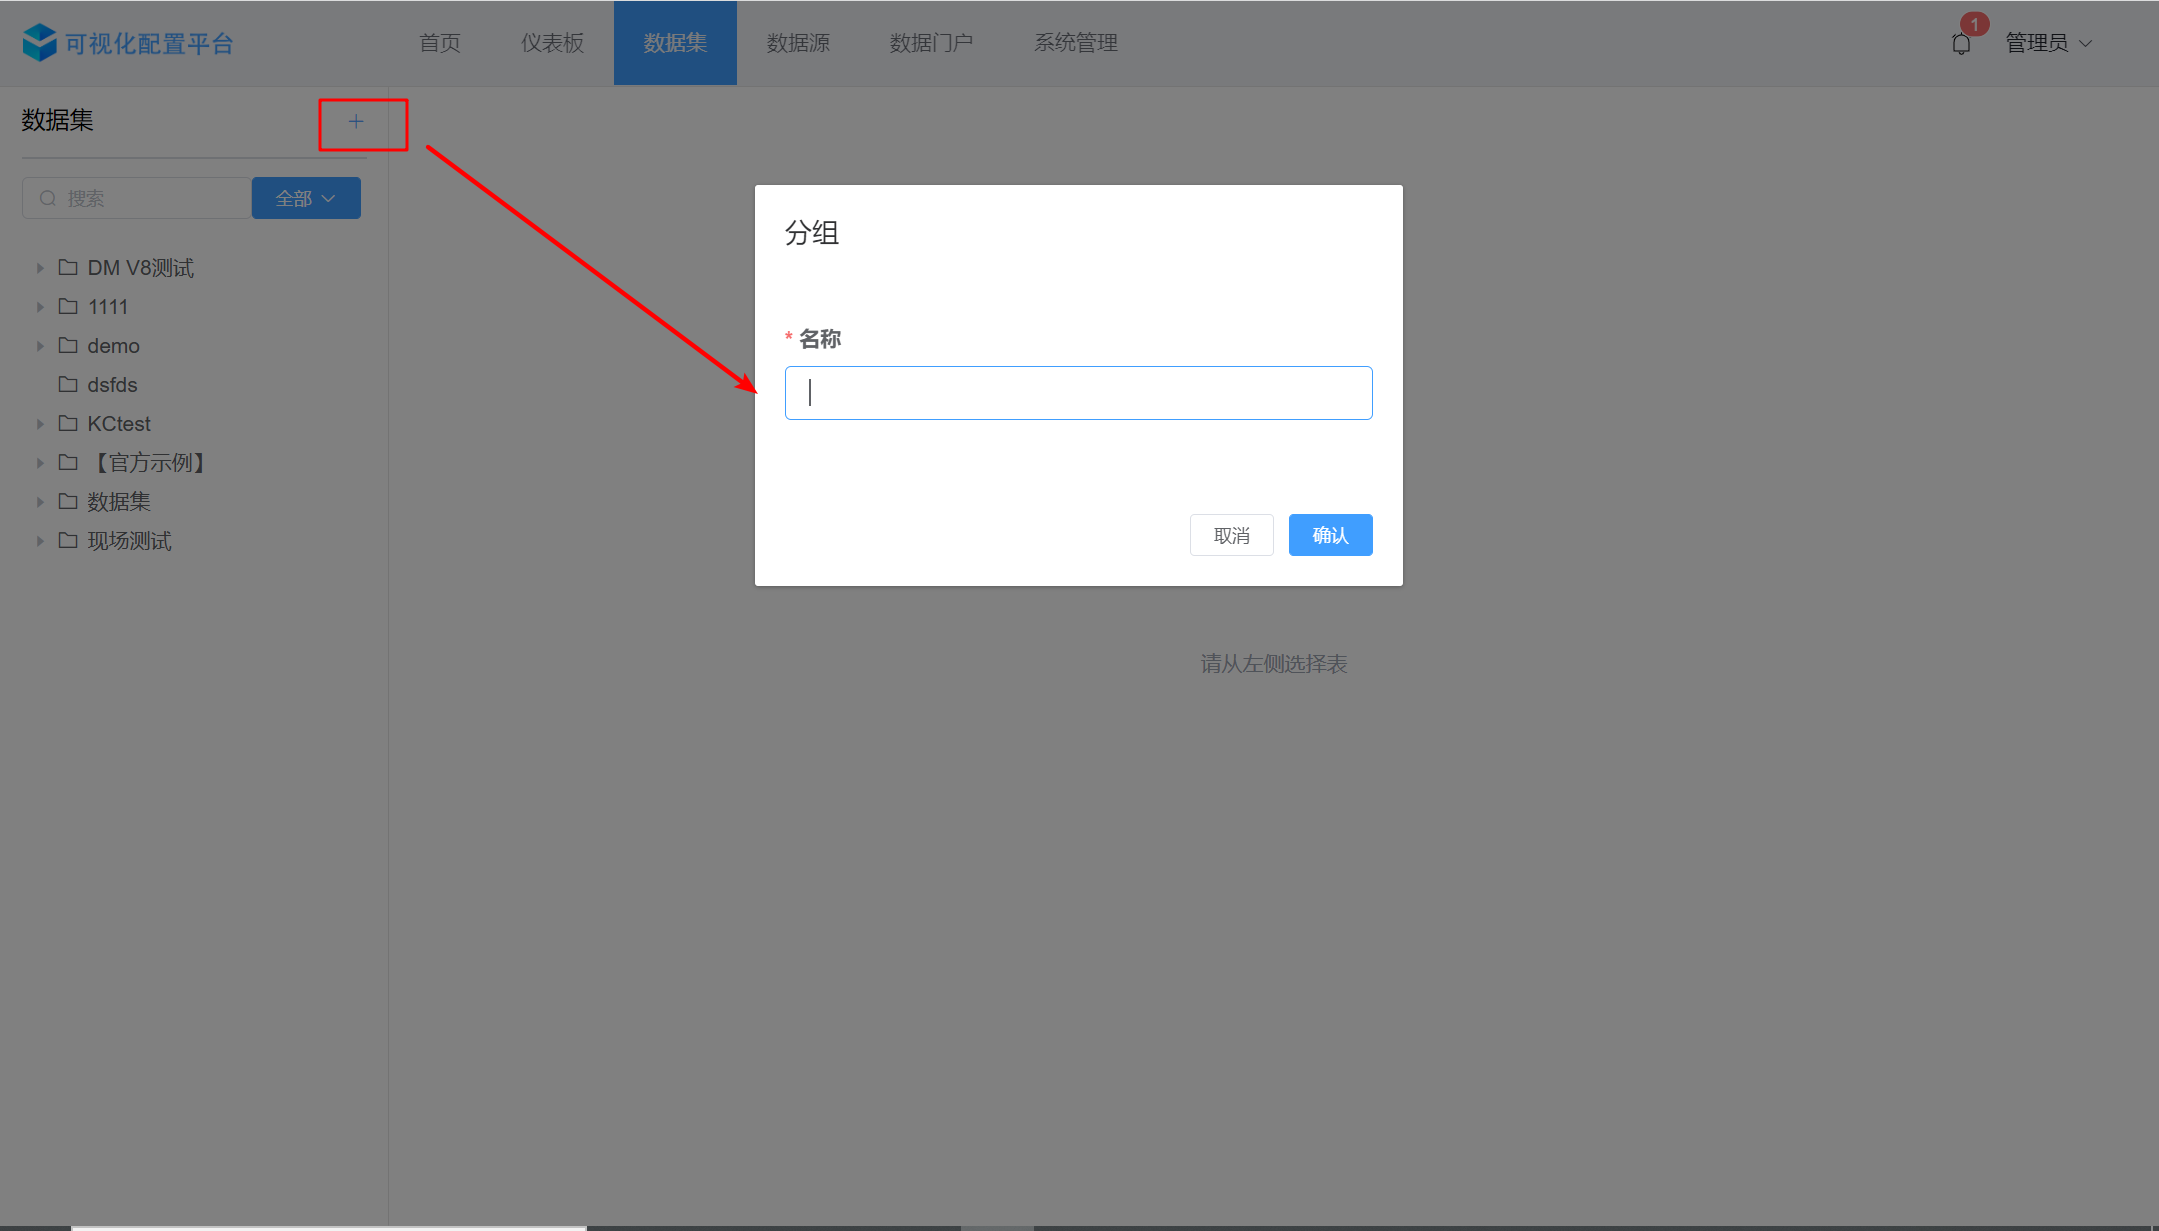 可视化配置平台
首页
仪表板
数据集
数据源
数据门户
系统管理
1
管理员
数据集
搜索
全部
DM V8测试
1111
demo
dsfds
KCtest
【官方示例】
数据集
现场测试
分组
* 名称
取消
确认
请从左侧选择表